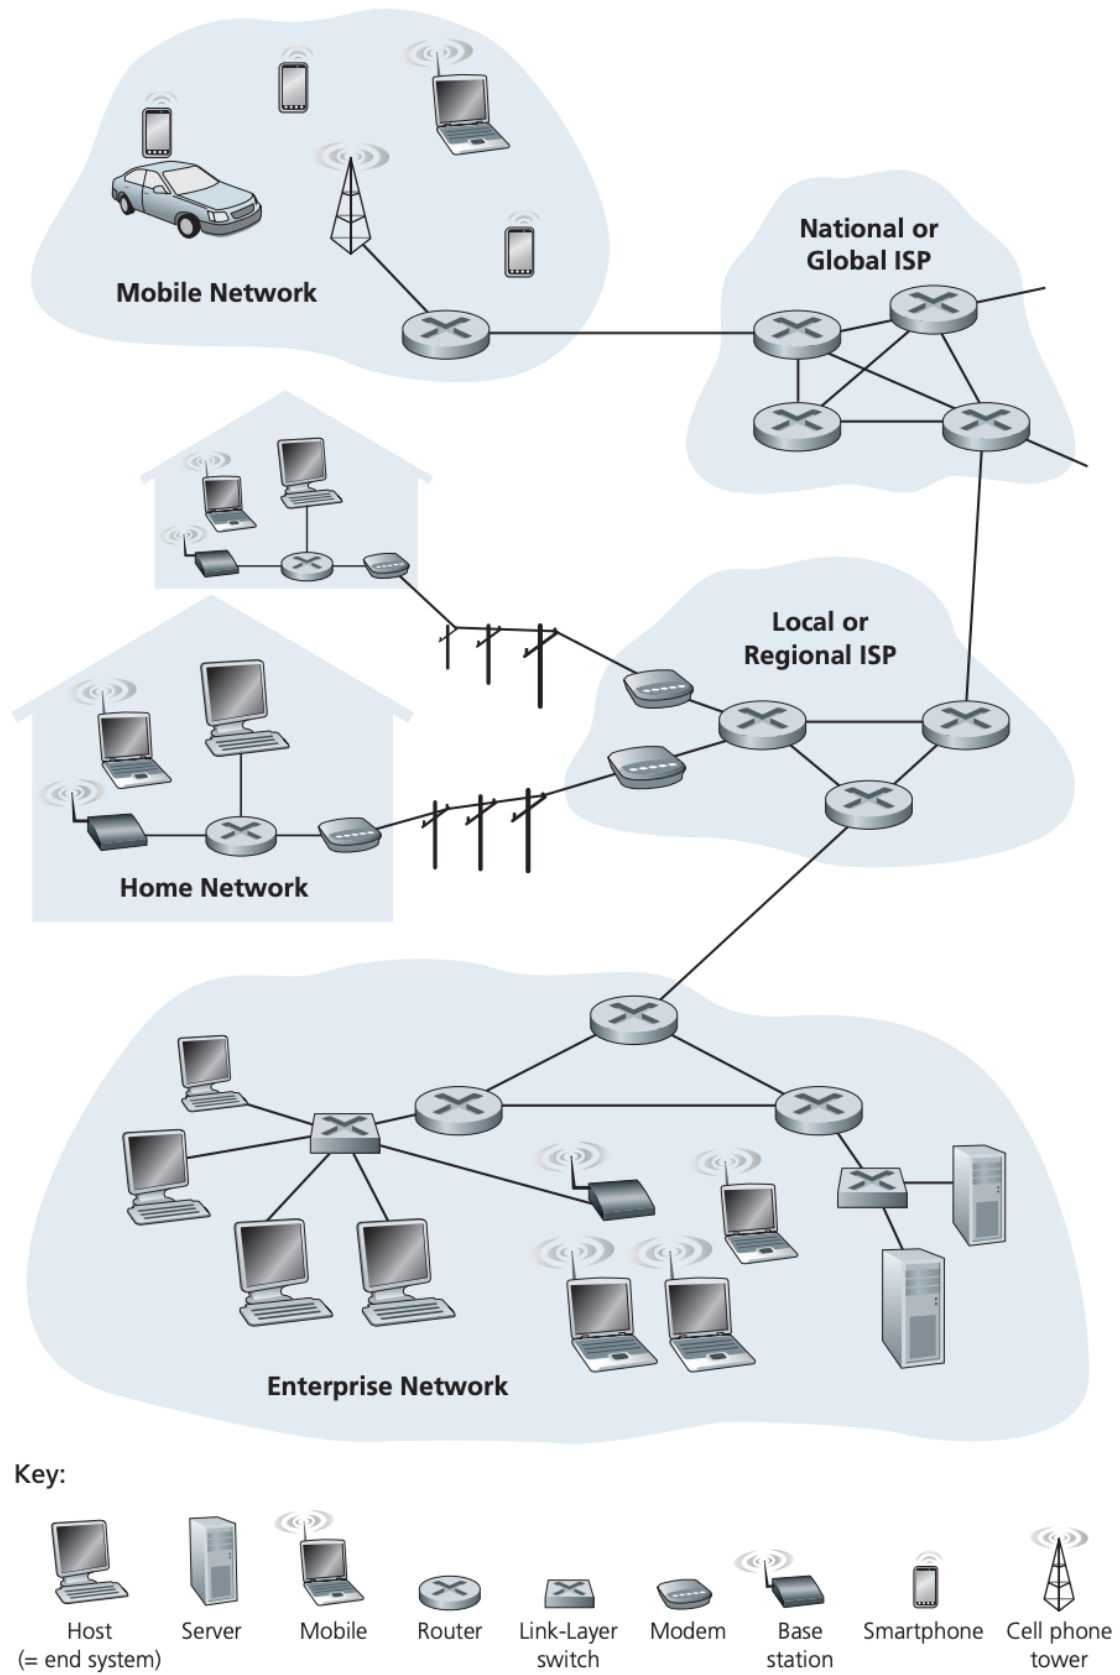 National or
Global ISP
Mobile Network
Local or
Regional ISP
Home Network
Enterprise Network
Key:
Host
(= end system)
Server
Mobile
Router
Link-Layer
switch
Modem
Base
station
Smartphone
Cell phone
tower